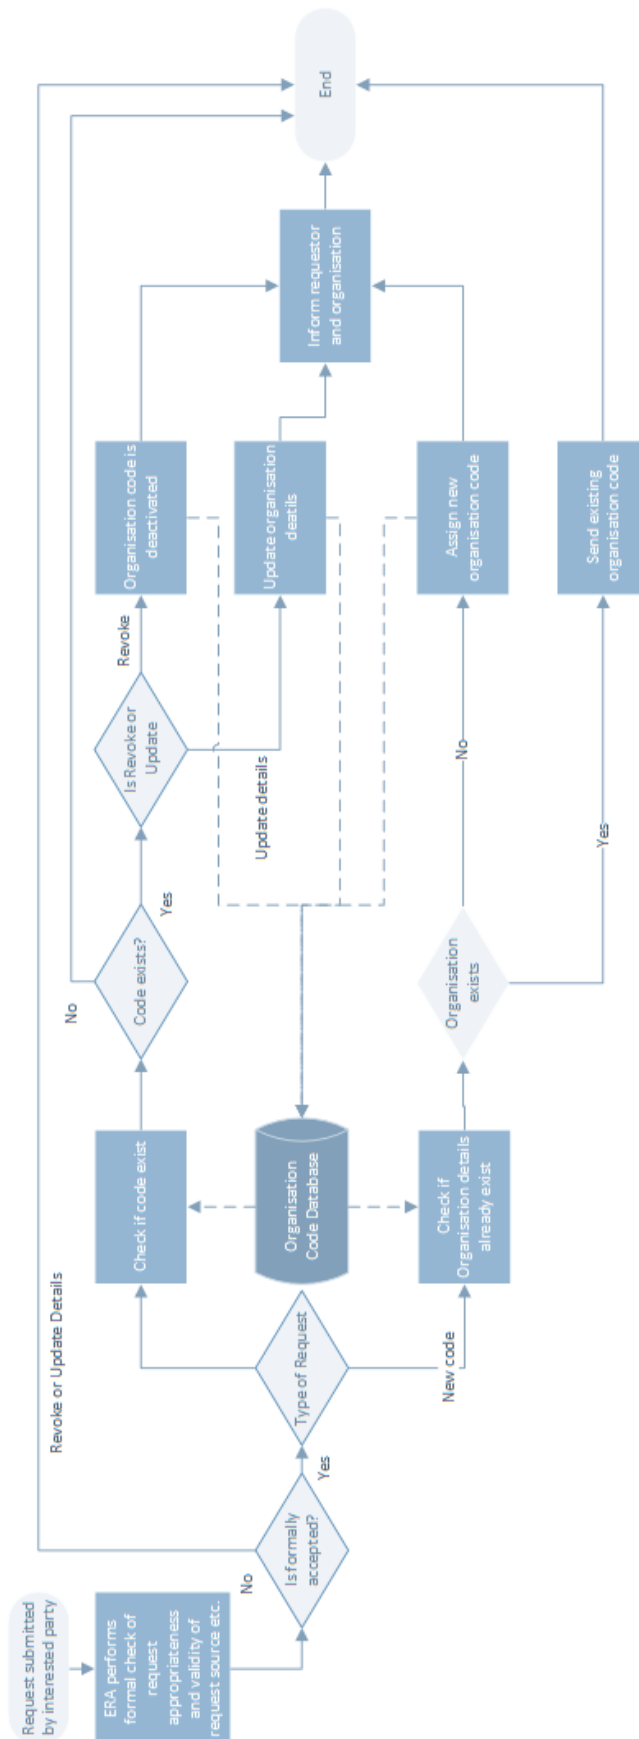 Request submitted
by interested party
ERA performs
formal check of
request
appropriateness
and validity of
request source etc.
Is formally
accepted?
No
Yes
Type of Request
Revoke or Update Details
New code
Check if code exist
Organisation
Code Database
Check if
Organisation details
already exist
Code exists?
No
Yes
Organisation
exists
No
Yes
Is Revoke or
Update
Revoke
Update details
Organisation code is
deactivated
Update organisation
deatils
Assign new
organisation code
Send existing
organisation code
Inform requestor
and organisation
End